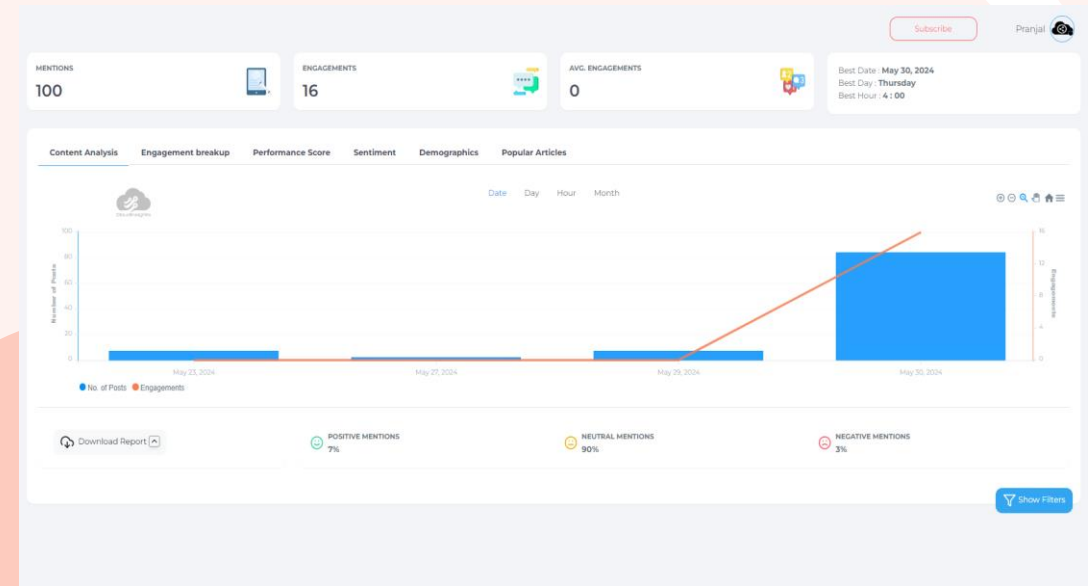 Subscribe
Pranjal
MENTIONS
100
ENGAGEMENTS
16
AVG. ENGAGEMENTS
0
Best Date : May 30, 2024
Best Day : Thursday
Best Hour : 4 : 00
Content Analysis Engagement breakup Performance Score Sentiment Demographics Popular Articles
Date Day Hour Month
100
80
60
40
20
0
Number of Posts
16
12
8
4
0
Engagements
May 23, 2024 May 27, 2024 May 29, 2024 May 30, 2024
No. of Posts Engagements
Download Report
POSITIVE MENTIONS
7%
NEUTRAL MENTIONS
90%
NEGATIVE MENTIONS
3%
Show Filters